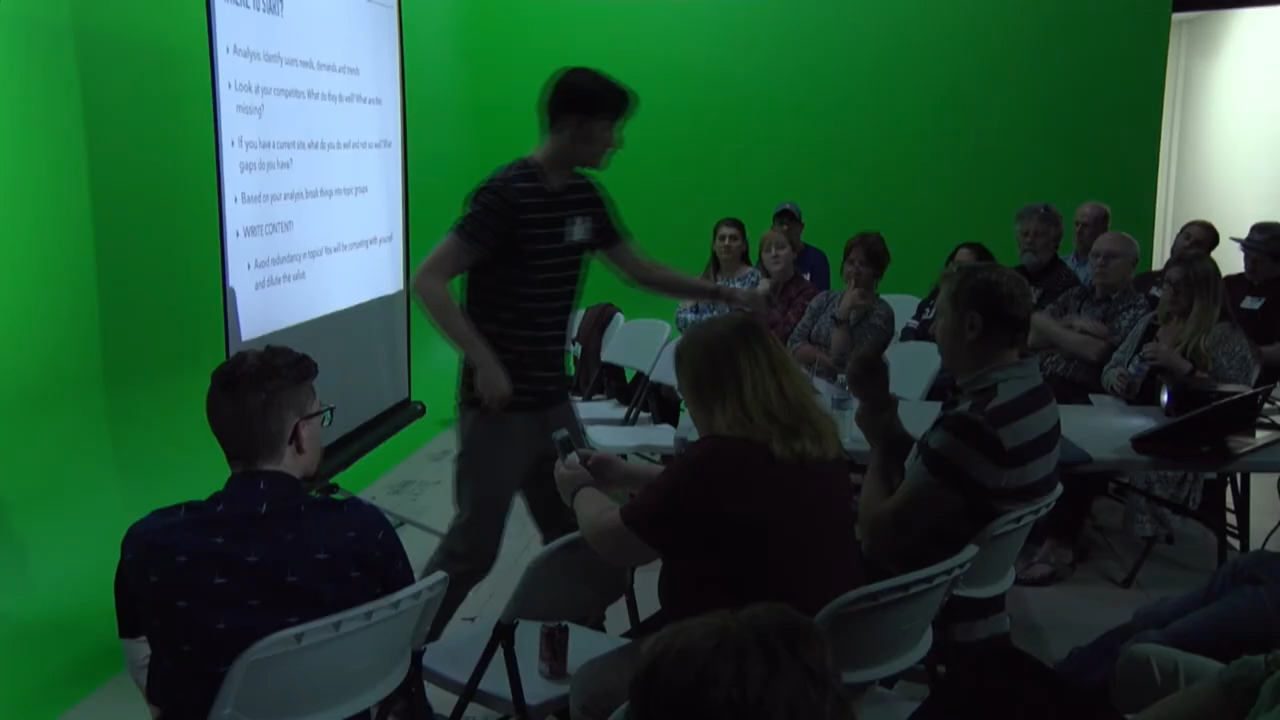 WHERE TO START?
Analysis: Identify users needs, demands and trends
Look at your competitors. What do they do well? What are they
missing?
If you have a current site, what do you do well and not so well? What
gaps do you have?
Based on your analysis, break things into topic groups
WRITE CONTENT!
Avoid redundancy in topics! You will be competing with yourself
and dilute the value.